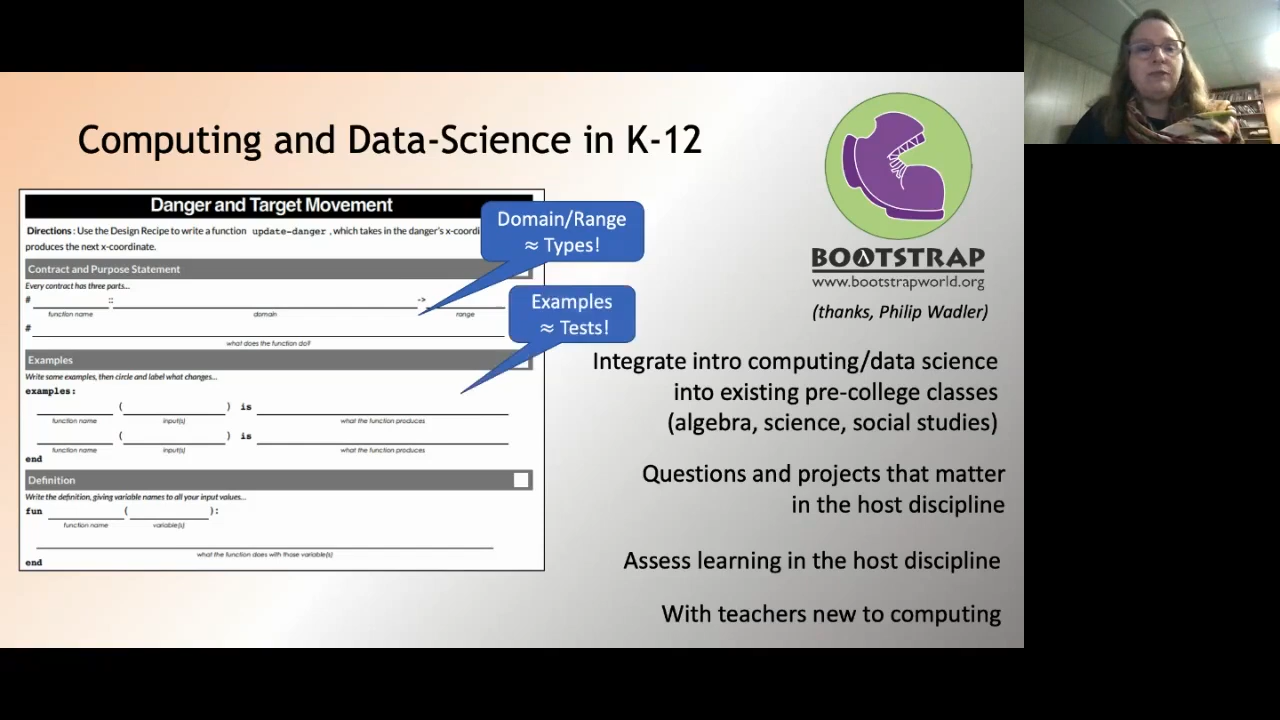 Computing and Data-Science in K-12
Danger and Target Movement
Directions: Use the Design Recipe to write a function update-danger, which takes in the danger's x-coordi
produces the next x-coordinate.
Contract and Purpose Statement
Every contract has three parts...
# :: ->
function name domain range
#
what does the function do?
Examples
Write some examples, then circle and label what changes...
examples:
( ) is
function name input(s) what the function produces
( ) is
function name input(s) what the function produces
end
Definition
Write the definition, giving variable names to all your input values...
fun ( ):
function name variable(s)
what the function does with those variable(s)
end
Domain/Range
≈ Types!
Examples
≈ Tests!
BOOTSTRAP
www.bootstrapworld.org
(thanks, Philip Wadler)
Integrate intro computing/data science
into existing pre-college classes
(algebra, science, social studies)
Questions and projects that matter
in the host discipline
Assess learning in the host discipline
With teachers new to computing